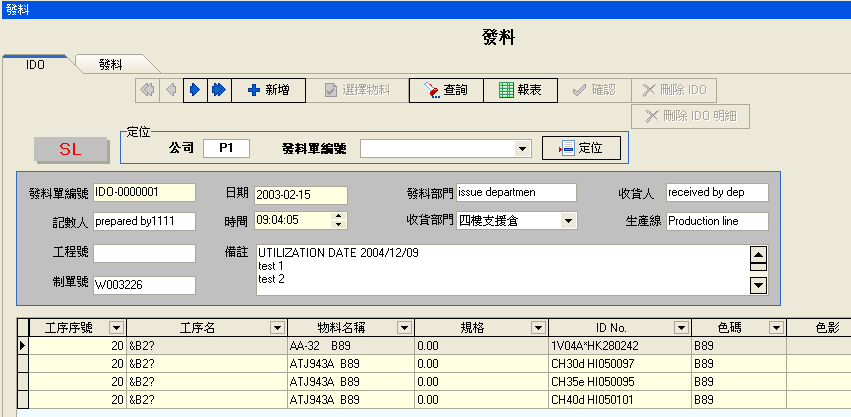 發料
發料
IDO 發料
新增 選擇物料 查詢 報表 確認 刪除 IDO
刪除 IDO 明細
定位
SL 公司 P1 發料單編號 定位
發料單編號 IDO-0000001 日期 2003-02-15 發料部門 issue departmen 收貨人 received by dep
記數人 prepared by1111 時間 09:04:05 收貨部門 四樓支援倉 生產線 Production line
工程號 備註 UTILIZATION DATE 2004/12/09
test 1
制單號 W003226 test 2
工序序號 工序名 物料名稱 規格 ID No. 色碼 色影
20 &B2? AA-32 B89 0.00 1V04A*HK280242 B89
20 &B2? ATJ943A B89 0.00 CH30d HI050097 B89
20 &B2? ATJ943A B89 0.00 CH35e HI050095 B89
20 &B2? ATJ943A B89 0.00 CH40d HI050101 B89